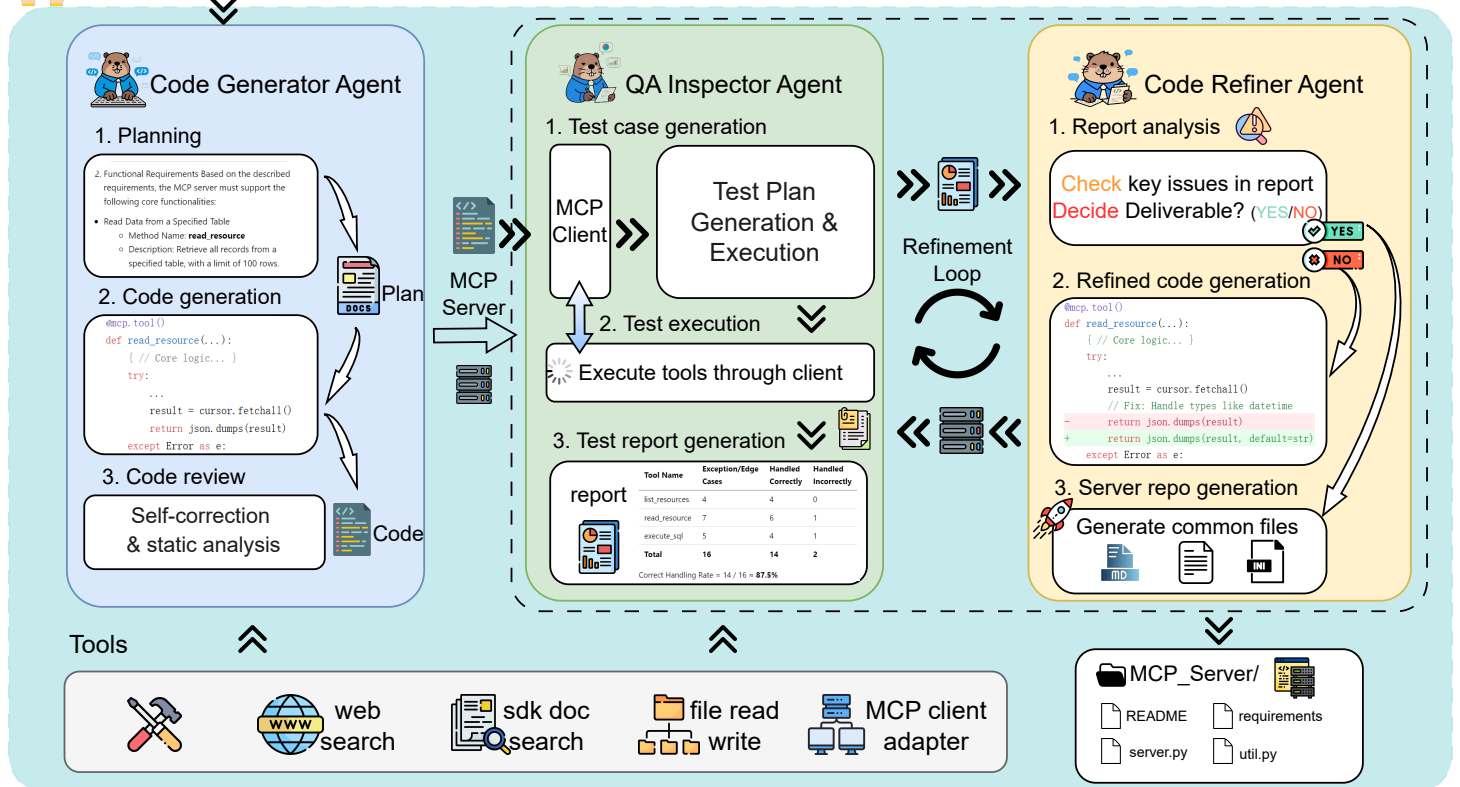 Code Generator Agent
1. Planning
2. Functional Requirements Based on the described
requirements, the MCP server must support the
following core functionalities:
Read Data from a Specified Table
Method Name: read_resource
Description: Retrieve all records from a
specified table, with a limit of 100 rows.
DOCS
Plan
2. Code generation
@mcp.tool()
def read_resource(...):
{ // Core logic... }
try:
...
result = cursor.fetchall()
return json.dumps(result)
except Error as e:
3. Code review
Self-correction
& static analysis
Code
MCP
Server
QA Inspector Agent
1. Test case generation
MCP
Client
Test Plan
Generation &
Execution
2. Test execution
Execute tools through client
3. Test report generation
report
Tool Name Exception/Edge Cases Handled Correctly Handled Incorrectly
list_resources 4 4 0
read_resource 7 6 1
execute_sql 5 4 1
Total 16 14 2
Correct Handling Rate = 14 / 16 ≈ 87.5%
Refinement
Loop
Code Refiner Agent
1. Report analysis
Check key issues in report
Decide Deliverable? (YES/NO)
YES
NO
2. Refined code generation
@mcp.tool()
def read_resource(...):
{ // Core logic... }
try:
...
result = cursor.fetchall()
// Fix: Handle types like datetime
- return json.dumps(result)
+ return json.dumps(result, default=str)
except Error as e:
3. Server repo generation
Generate common files
MD
INI
Tools
WWW
web
search
sdk doc
search
file read
write
MCP client
adapter
MCP_Server/
README
requirements
server.py
util.py